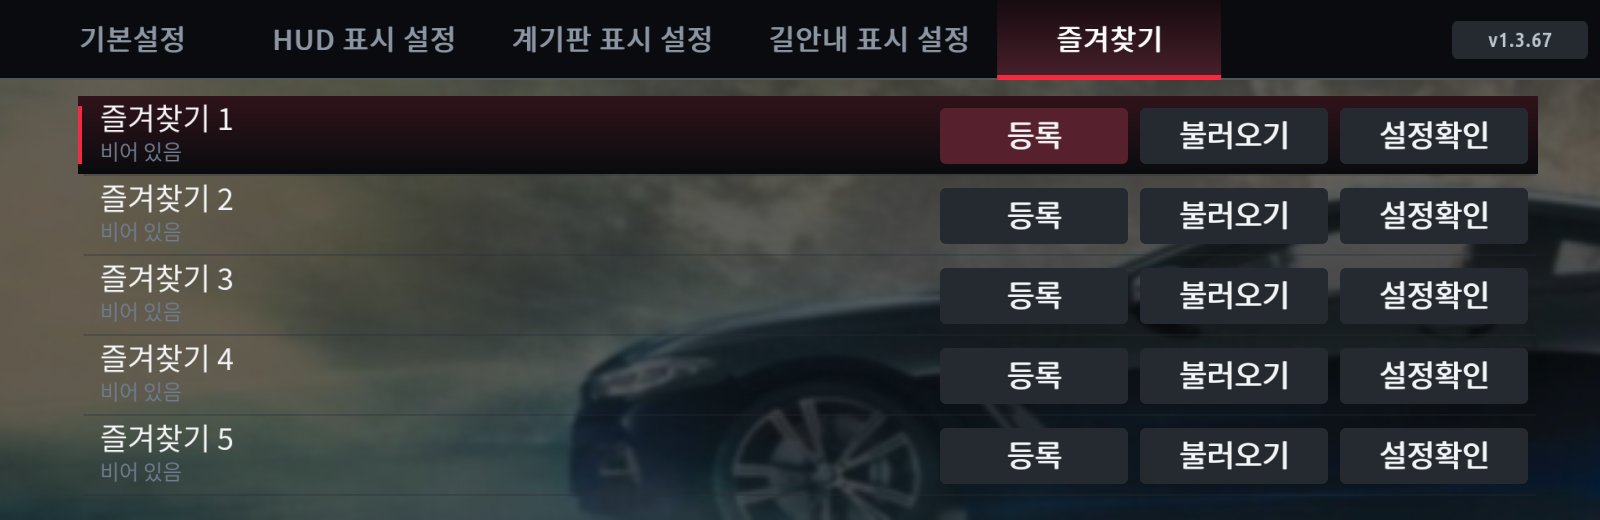 기본설정 HUD 표시 설정 계기판 표시 설정 길안내 표시 설정 즐겨찾기 v1.3.67
즐겨찾기 1
비어 있음
등록 불러오기 설정확인
즐겨찾기 2
비어 있음
등록 불러오기 설정확인
즐겨찾기 3
비어 있음
등록 불러오기 설정확인
즐겨찾기 4
비어 있음
등록 불러오기 설정확인
즐겨찾기 5
비어 있음
등록 불러오기 설정확인